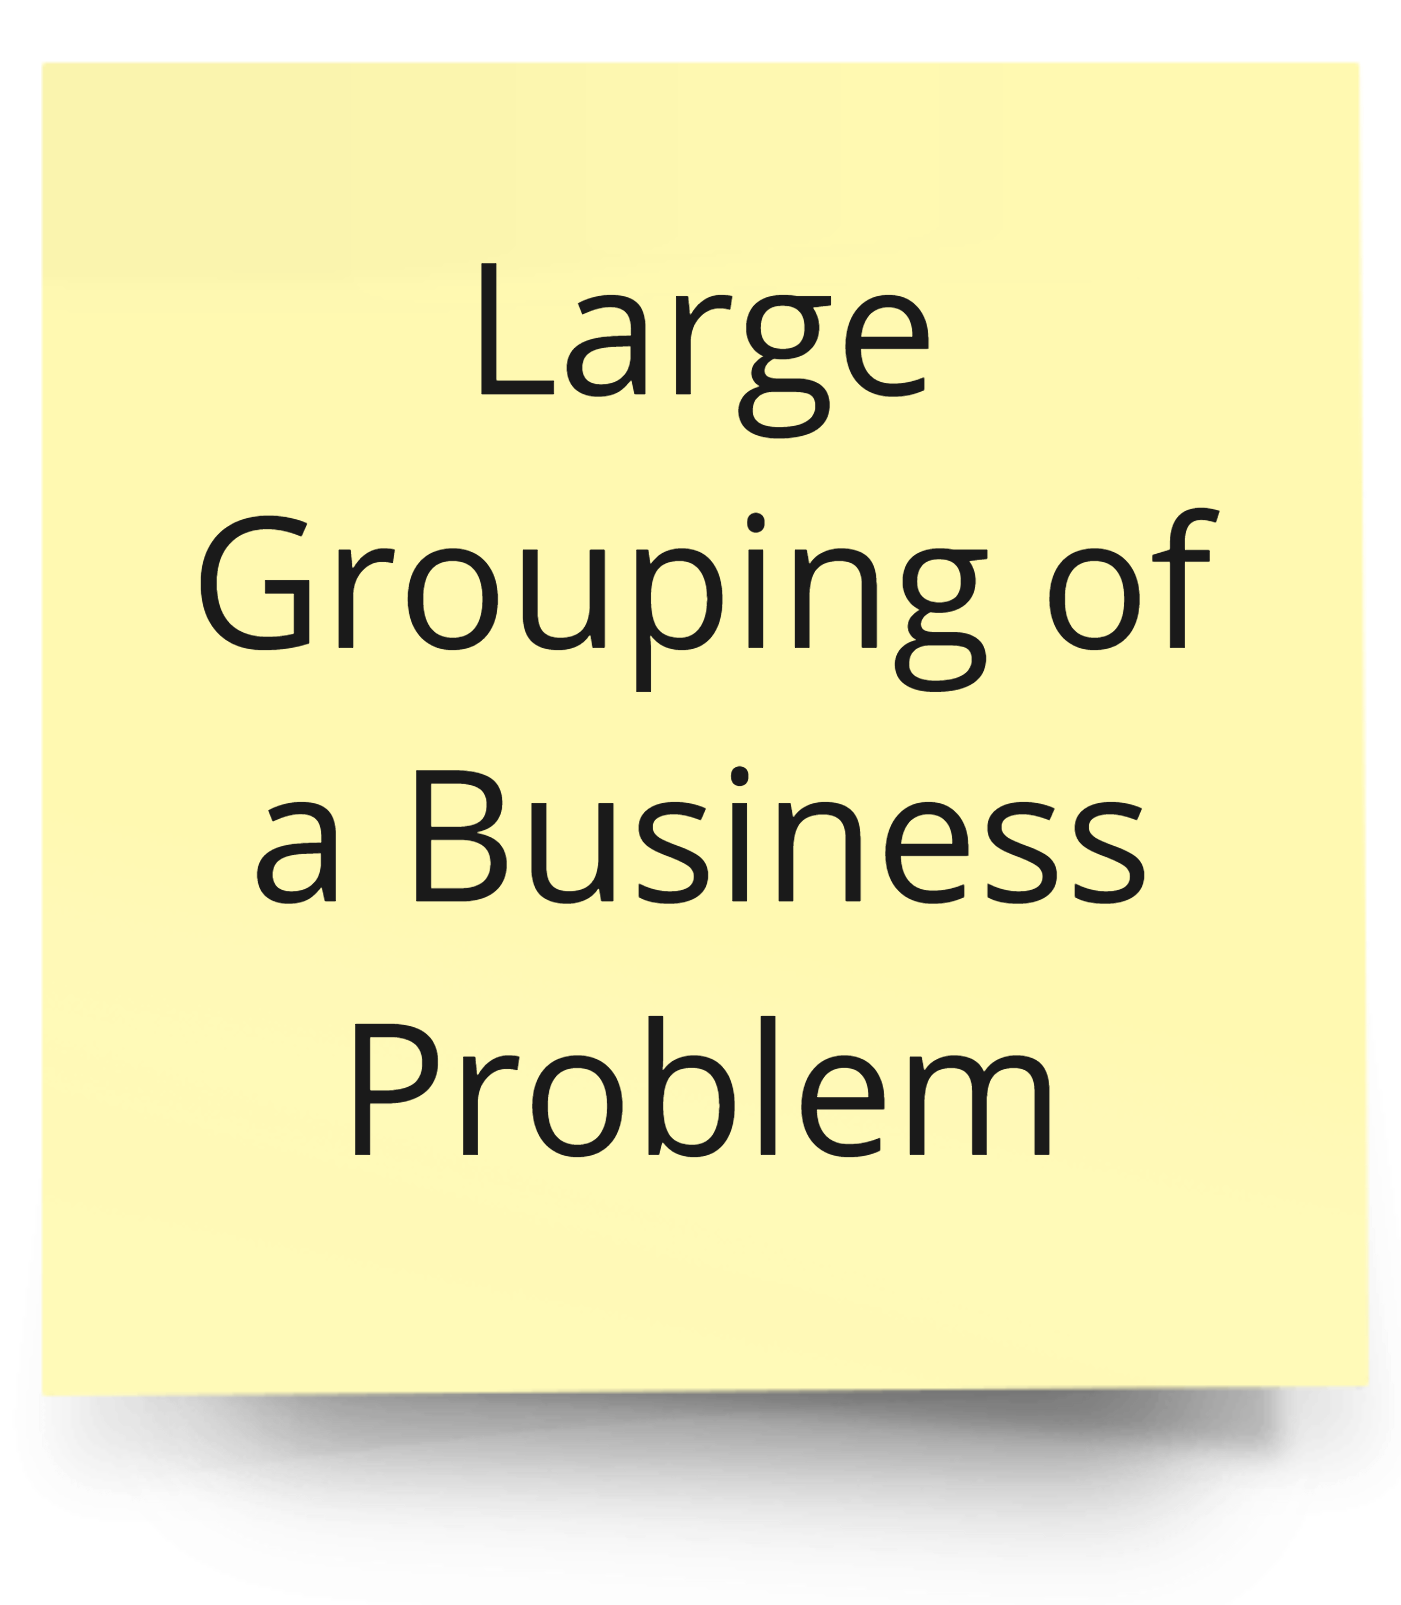 Large
Grouping of
a Business
Problem